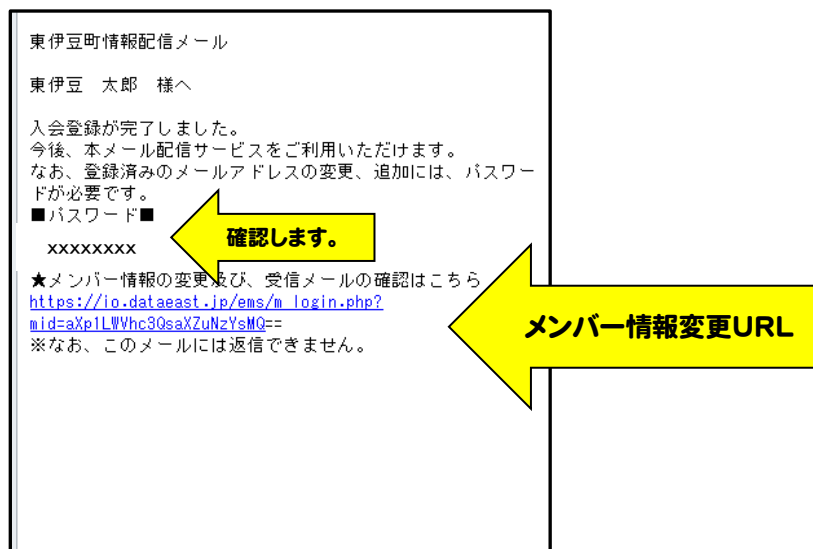 東伊豆町情報配信メール
東伊豆　太郎　様へ
入会登録が完了しました。
今後、本メール配信サービスをご利用いただけます。
なお、登録済みのメールアドレスの変更、追加には、パスワー
ドが必要です。
■パスワード■
確認します。
xxxxxxxx
★メンバー情報の変更及び、受信メールの確認はこちら
https://io.dataeast.jp/ems/m_login.php?
mid=aXp1LWVhc3QsaXZuNzYsMQ==
メンバー情報変更URL
※なお、このメールには返信できません。